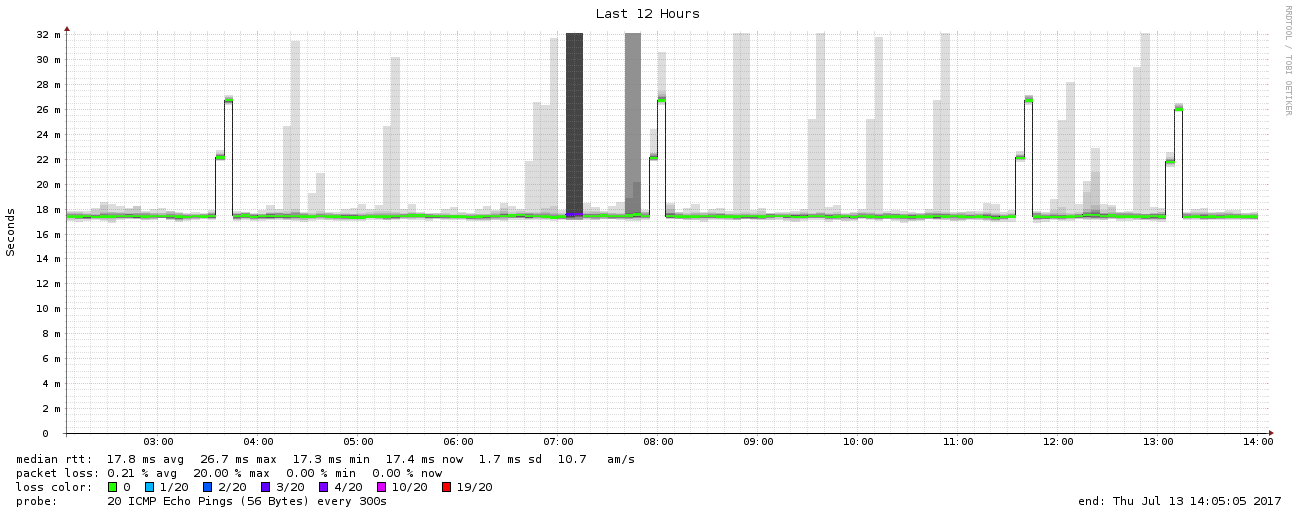 Last 12 Hours
RRDTOOL / TOBI OETIKER
Seconds
32 m
30 m
28 m
26 m
24 m
22 m
20 m
18 m
16 m
14 m
12 m
10 m
8 m
6 m
4 m
2 m
0
03:00 04:00 05:00 06:00 07:00 08:00 09:00 10:00 11:00 12:00 13:00 14:00
median rtt: 17.8 ms avg 26.7 ms max 17.3 ms min 17.4 ms now 1.7 ms sd 10.7 am/s
packet loss: 0.21 % avg 20.00 % max 0.00 % min 0.00 % now
loss color: 0 1/20 2/20 3/20 4/20 10/20 19/20
probe: 20 ICMP Echo Pings (56 Bytes) every 300s end: Thu Jul 13 14:05:05 2017